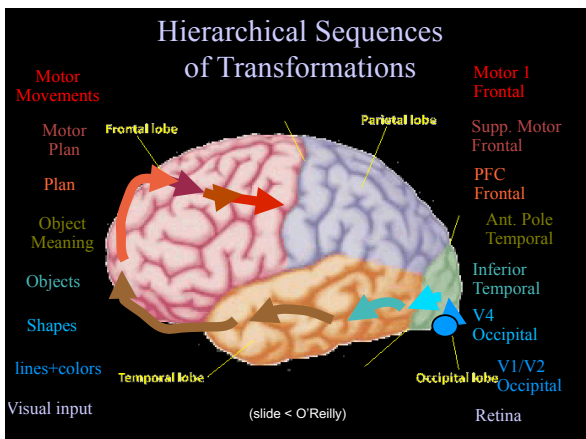 Hierarchical Sequences
of Transformations
Motor
Movements
Motor
Plan
Plan
Object
Meaning
Objects
Shapes
lines+colors
Visual input
Frontal lobe
Parietal lobe
Temporal lobe
Occipital lobe
(slide < O'Reilly)
Motor 1
Frontal
Supp. Motor
Frontal
PFC
Frontal
Ant. Pole
Temporal
Inferior
Temporal
V4
Occipital
V1/V2
Occipital
Retina